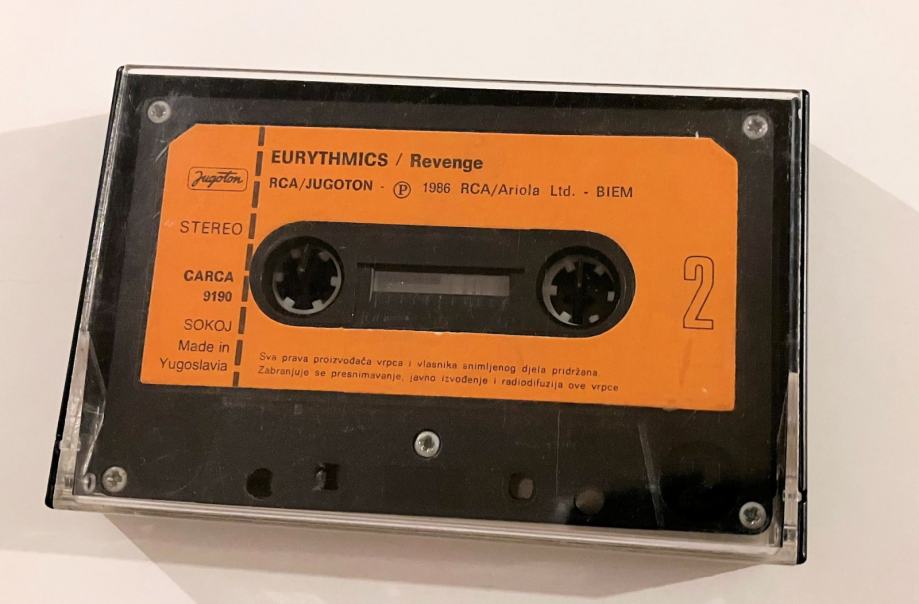 EURYTHMICS / Revenge
RCA/JUGOTON - Ⓟ 1986 RCA/Ariola Ltd. - BIEM
Jugoton
STEREO
CARCA
9190
SOKOJ
Made in
Yugoslavia
2
Sva prava proizvođača vrpca i vlasnika snimljenog djela pridržana.
Zabranjuje se presnimavanje, javno izvođenje i radiodifuzija ove vrpce